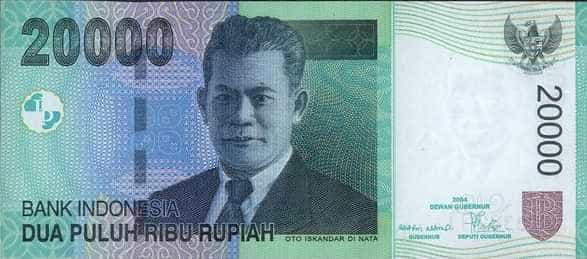 20000
BANK INDONESIA
DUA PULUH RIBU RUPIAH
OTO ISKANDAR DI NATA
20000
2004
DEWAN GUBERNUR
GUBERNUR
DEPUTI GUBERNUR